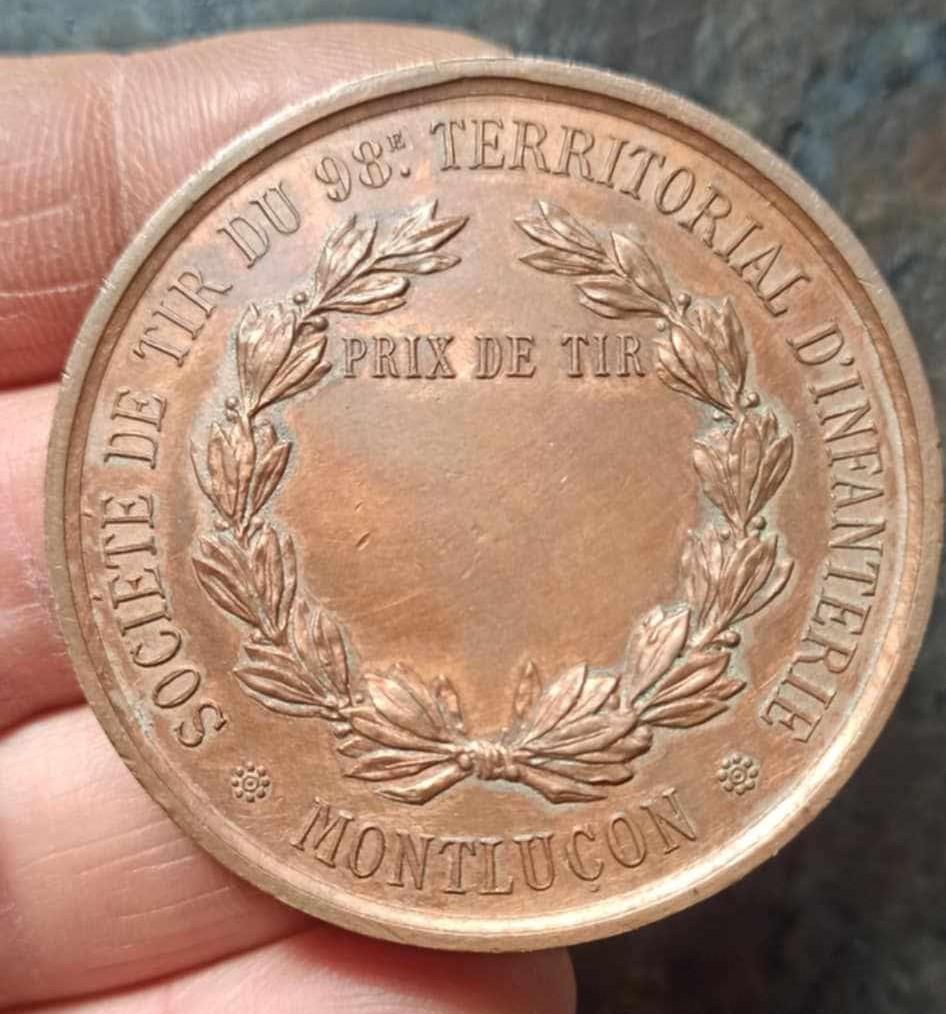 SOCIÉTÉ DE TIR DU 98E. TERRITORIAL D'INFANTERIE
PRIX DE TIR
MONTLUÇON